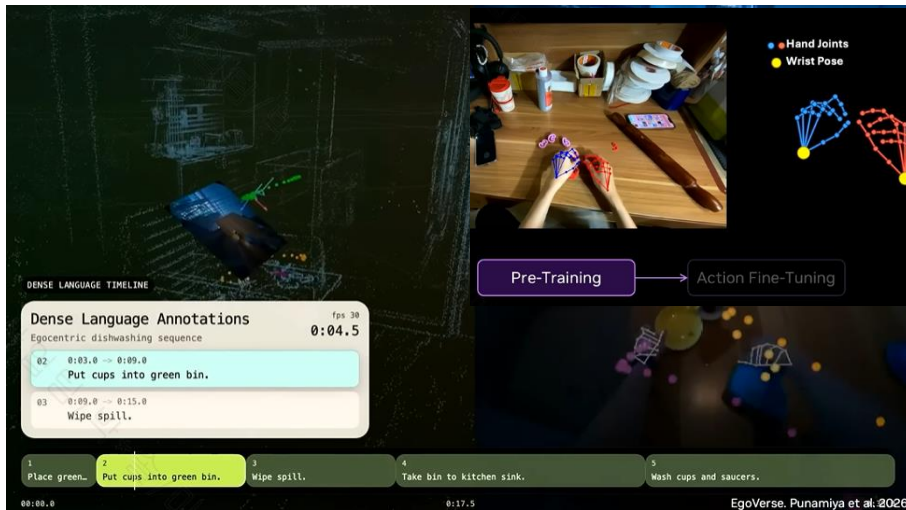 Hand Joints
Wrist Pose
Pre-Training
Action Fine-Tuning
DENSE LANGUAGE TIMELINE
Dense Language Annotations
fps 30
0:04.5
Egocentric dishwashing sequence
02 0:03.0 -> 0:09.0
Put cups into green bin.
03 0:09.0 -> 0:15.0
Wipe spill.
1
Place green…
2
Put cups into green bin.
3
Wipe spill.
4
Take bin to kitchen sink.
5
Wash cups and saucers.
00:00.0
0:17.5
EgoVerse. Punamiya et al. 2026